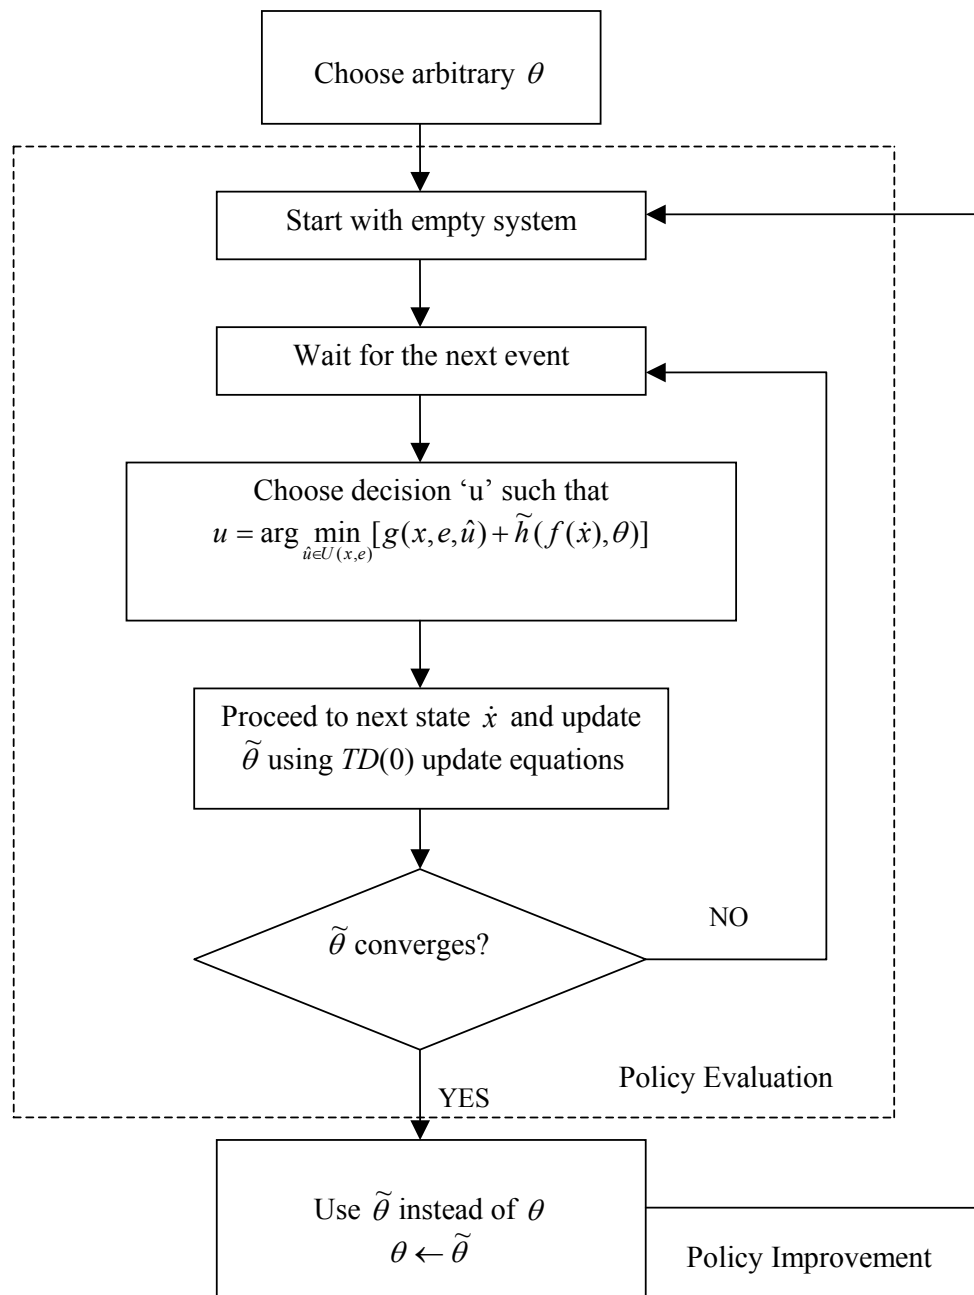 Choose arbitrary θ
Start with empty system
Wait for the next event
Choose decision ‘u’ such that
u = arg min[g(x, e, û) + h̃(f(ẋ), θ)]
û∈U(x,e)
Proceed to next state ẋ and update
θ̃ using TD(0) update equations
θ̃ converges?
NO
Policy Evaluation
YES
Use θ̃ instead of θ
θ ← θ̃
Policy Improvement